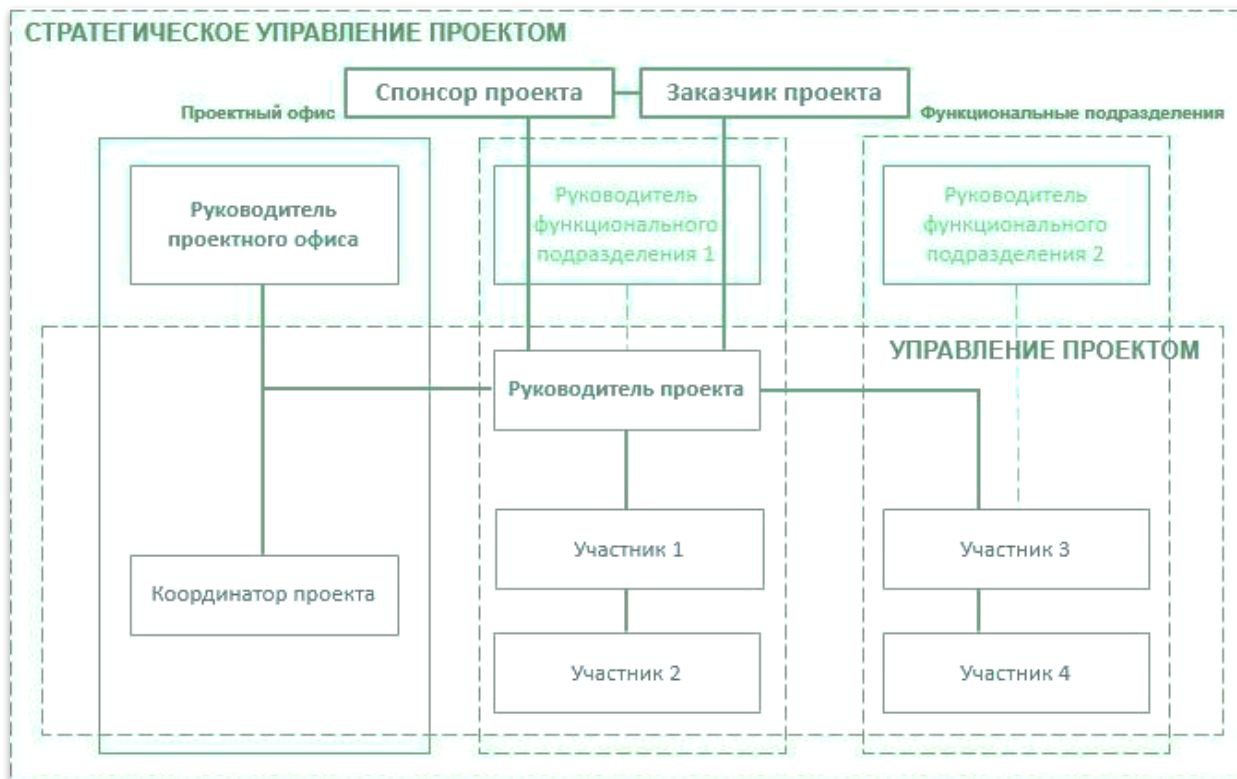 СТРАТЕГИЧЕСКОЕ УПРАВЛЕНИЕ ПРОЕКТОМ
Спонсор проекта
Заказчик проекта
Проектный офис
Функциональные подразделения
Руководитель
проектного офиса
Руководитель
функционального
подразделения 1
Руководитель
функционального
подразделения 2
УПРАВЛЕНИЕ ПРОЕКТОМ
Руководитель проекта
Участник 1
Участник 3
Координатор проекта
Участник 2
Участник 4